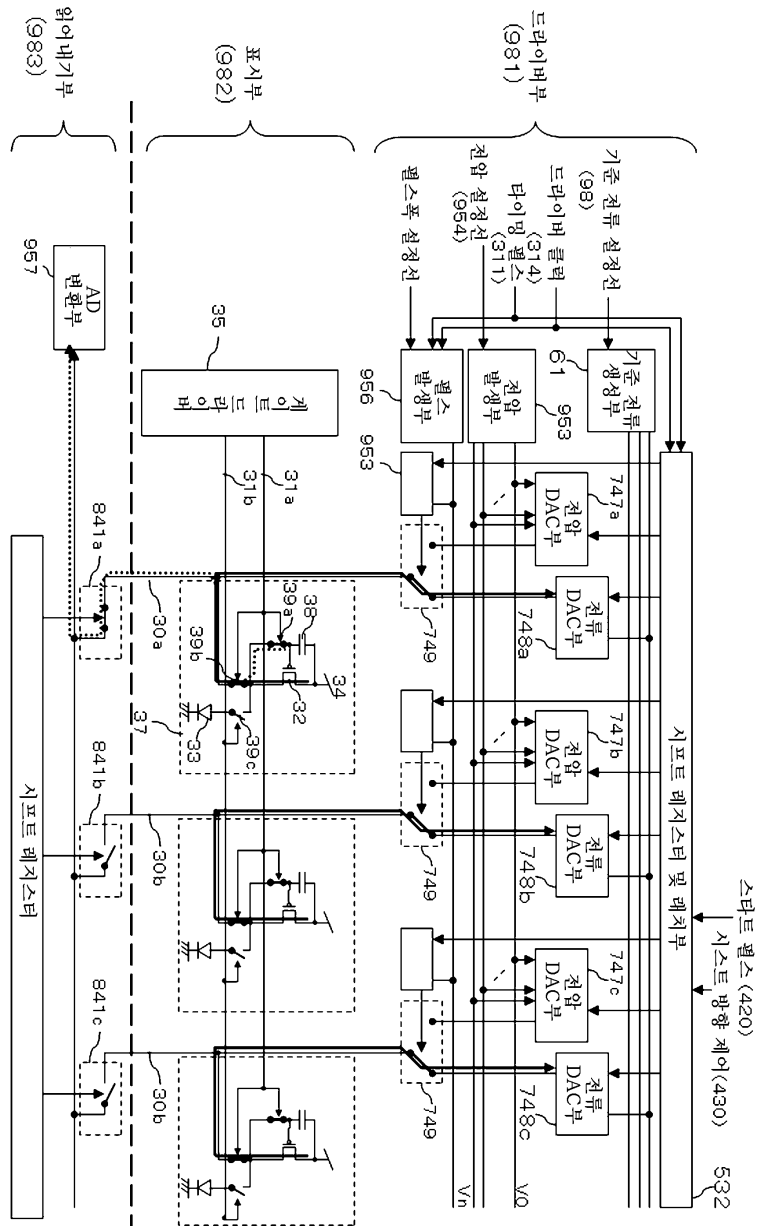 드라이버부
(981)
표시부
(982)
읽어내기부
(983)
기준 전류 설정선
(98)
드라이버 클럭
(314)
타이밍 펄스
(311)
전압 설정선
(954)
펄스폭 설정선
스타트 펄스 (420)
시스트 방향 제어(430)
532
시프트 레지스터 및 래치부
기준 전류
생성부
61
전압
발생부
953
펄스
발생부
956
953
747a
전압
DAC부
전류
DAC부
748a
749
747b
전압
DAC부
전류
DAC부
748b
749
747c
전압
DAC부
전류
DAC부
748c
749
V0
Vn
35
게이트 드라이버
31a
31b
39a
38
34
32
39b
39c
33
37
30a
30b
30b
957
AD
변환부
841a
841b
841c
시프트 레지스터